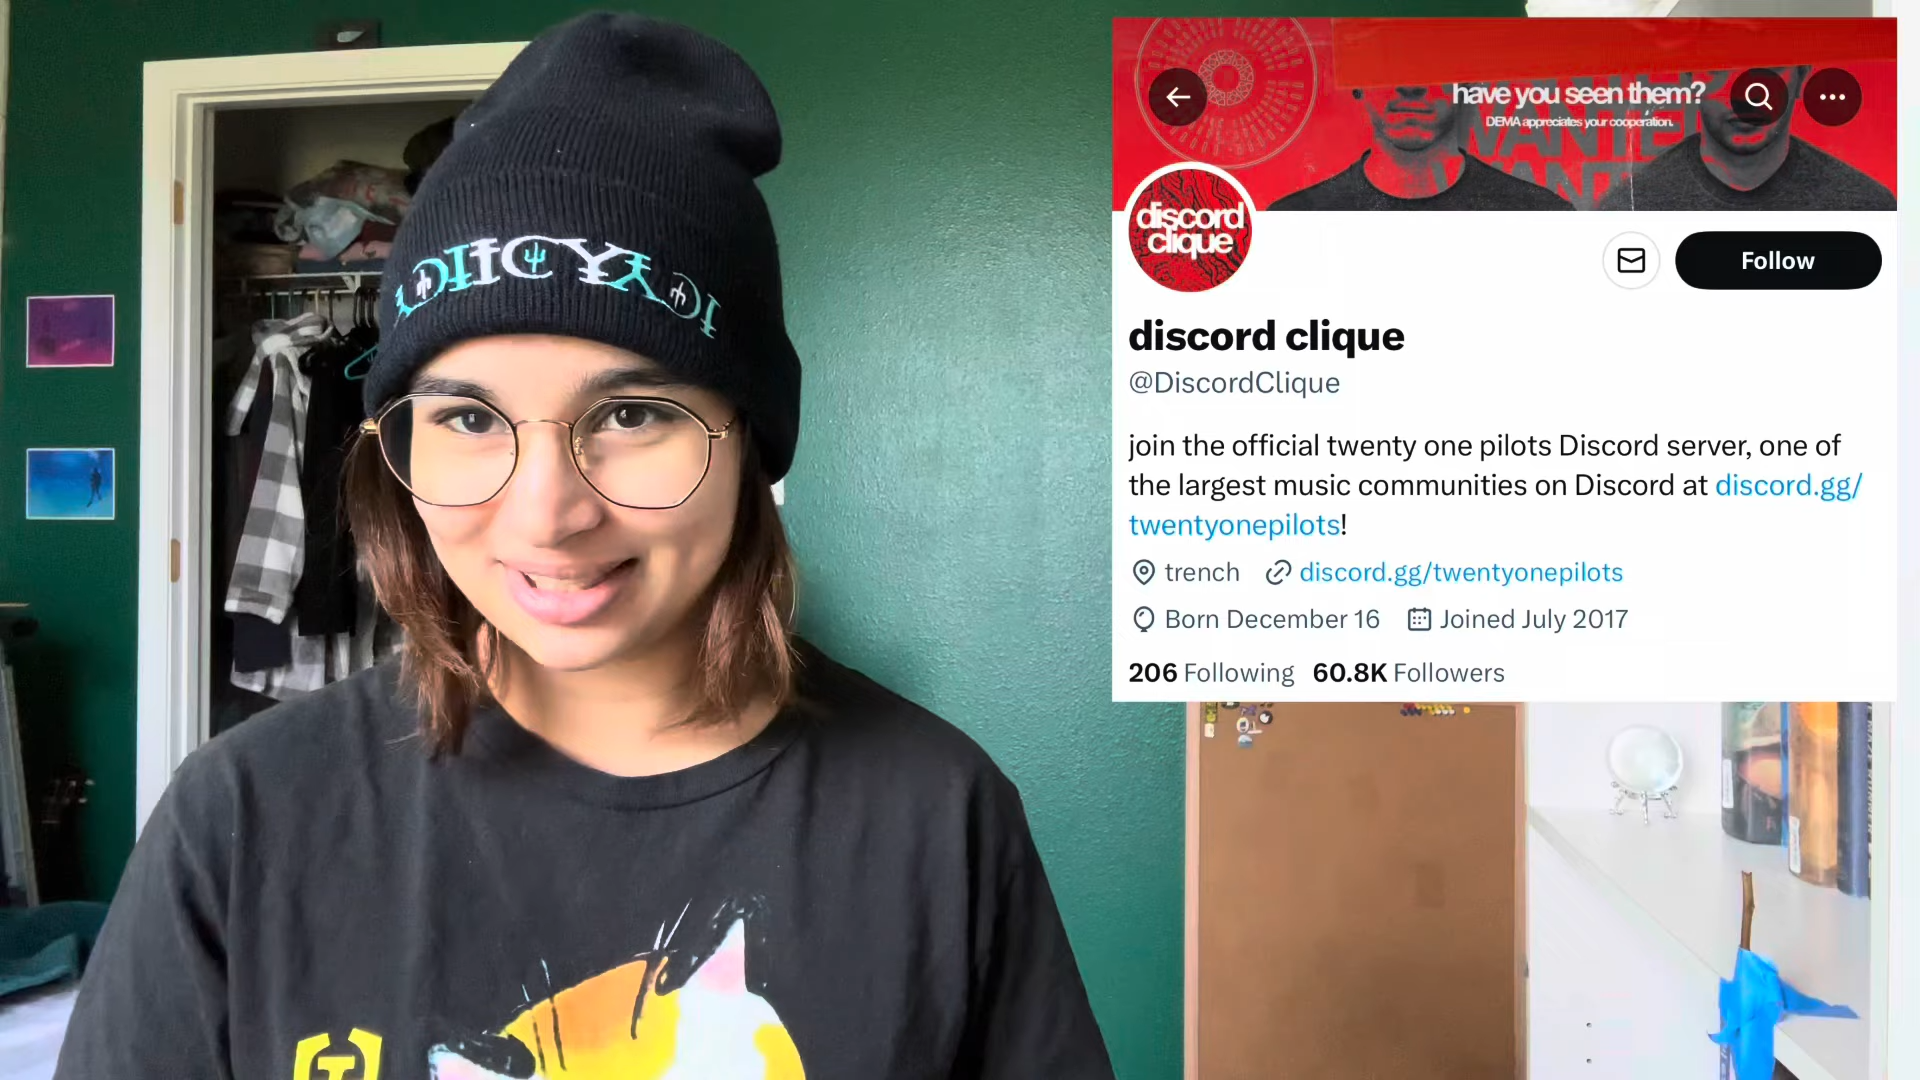 have you seen them?
DEMA appreciates your cooperation.
WANTE
discord
clique
Follow
discord clique
@DiscordClique
join the official twenty one pilots Discord server, one of
the largest music communities on Discord at discord.gg/
twentyonepilots!
trench discord.gg/twentyonepilots
Born December 16 Joined July 2017
206 Following 60.8K Followers